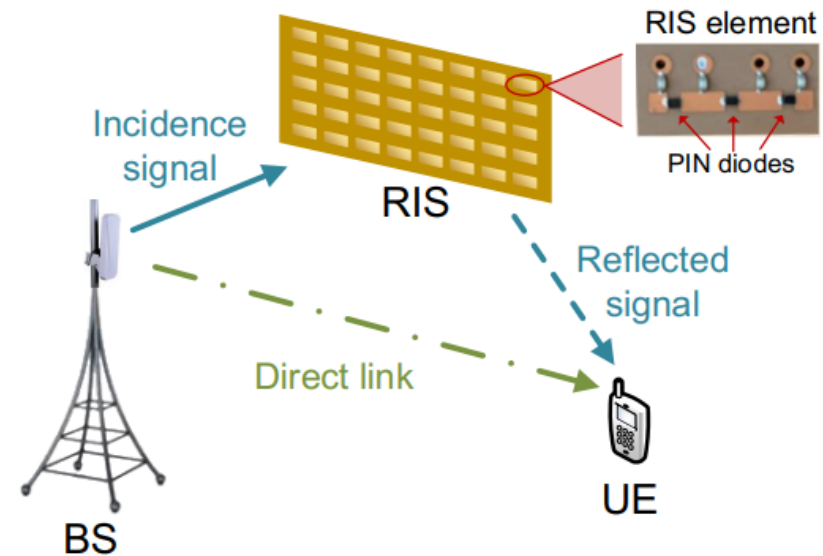 RIS element
PIN diodes
Incidence
signal
RIS
Reflected
signal
Direct link
UE
BS